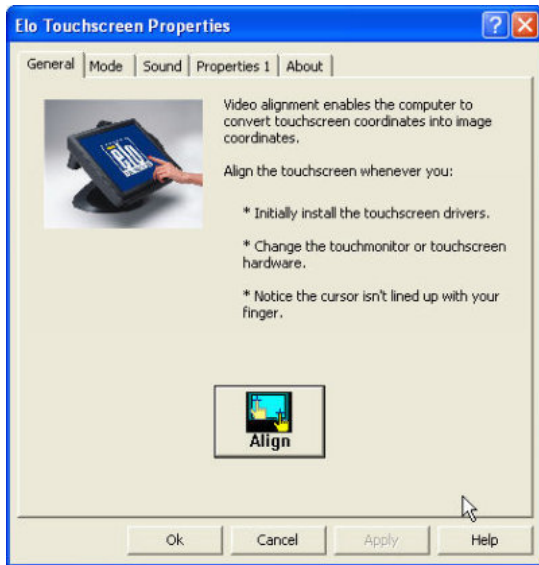 Elo Touchscreen Properties
General Mode Sound Properties 1 About
elo
Video alignment enables the computer to
convert touchscreen coordinates into image
coordinates.
Align the touchscreen whenever you:
* Initially install the touchscreen drivers.
* Change the touchmonitor or touchscreen
hardware.
* Notice the cursor isn't lined up with your
finger.
Align
Ok Cancel Apply Help